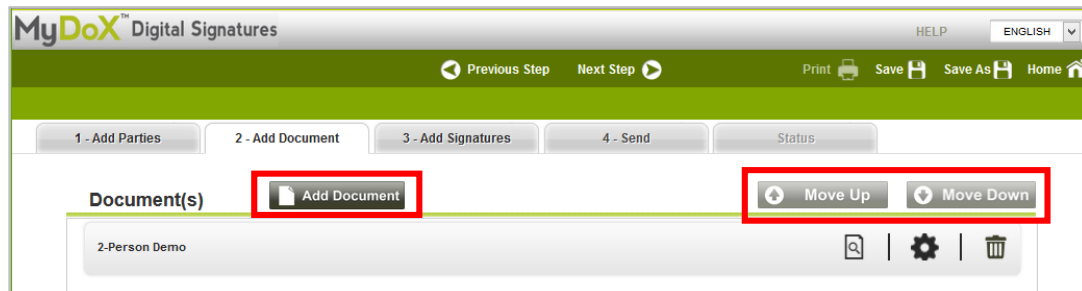 MyDoX™ Digital Signatures HELP ENGLISH
Previous Step Next Step Print Save Save As Home
1 - Add Parties 2 - Add Document 3 - Add Signatures 4 - Send Status
Document(s) Add Document Move Up Move Down
2-Person Demo